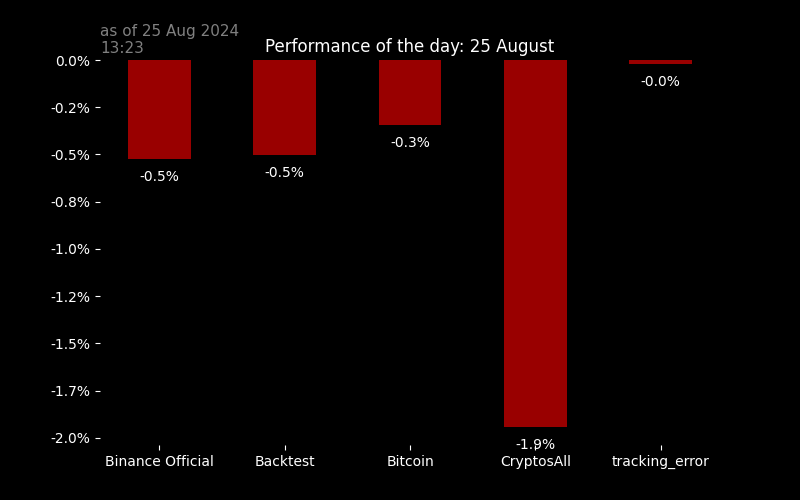 as of 25 Aug 2024
13:23
Performance of the day: 25 August
0.0%
-0.2%
-0.5%
-0.8%
-1.0%
-1.2%
-1.5%
-1.7%
-2.0%
-0.5%
-0.5%
-0.3%
-1.9%
-0.0%
Binance Official
Backtest
Bitcoin
CryptosAll
tracking_error